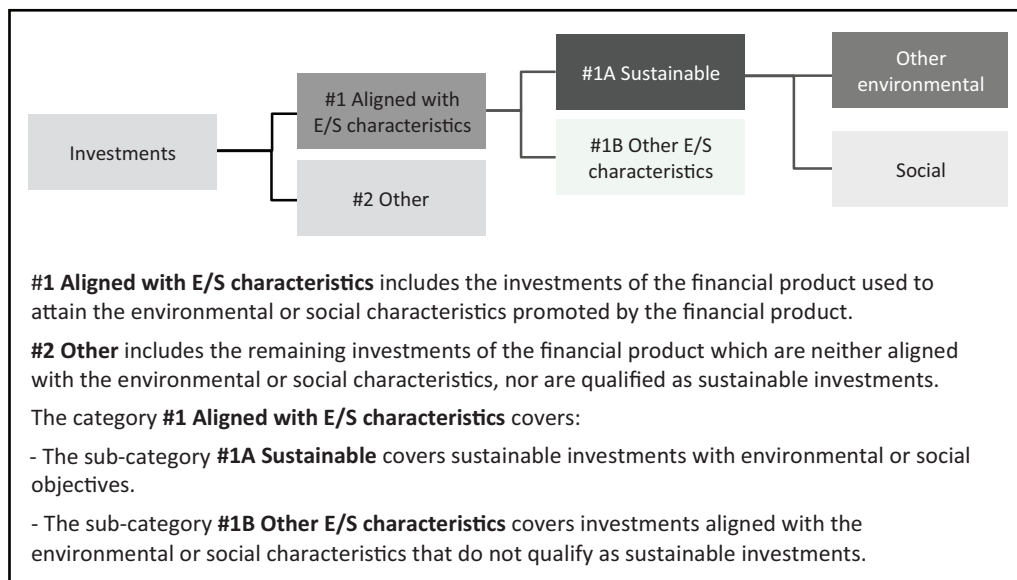 Investments
#1 Aligned with
E/S characteristics
#2 Other
#1A Sustainable
#1B Other E/S
characteristics
Other
environmental
Social
#1 Aligned with E/S characteristics includes the investments of the financial product used to
attain the environmental or social characteristics promoted by the financial product.
#2 Other includes the remaining investments of the financial product which are neither aligned
with the environmental or social characteristics, nor are qualified as sustainable investments.
The category #1 Aligned with E/S characteristics covers:
- The sub-category #1A Sustainable covers sustainable investments with environmental or social
objectives.
- The sub-category #1B Other E/S characteristics covers investments aligned with the
environmental or social characteristics that do not qualify as sustainable investments.